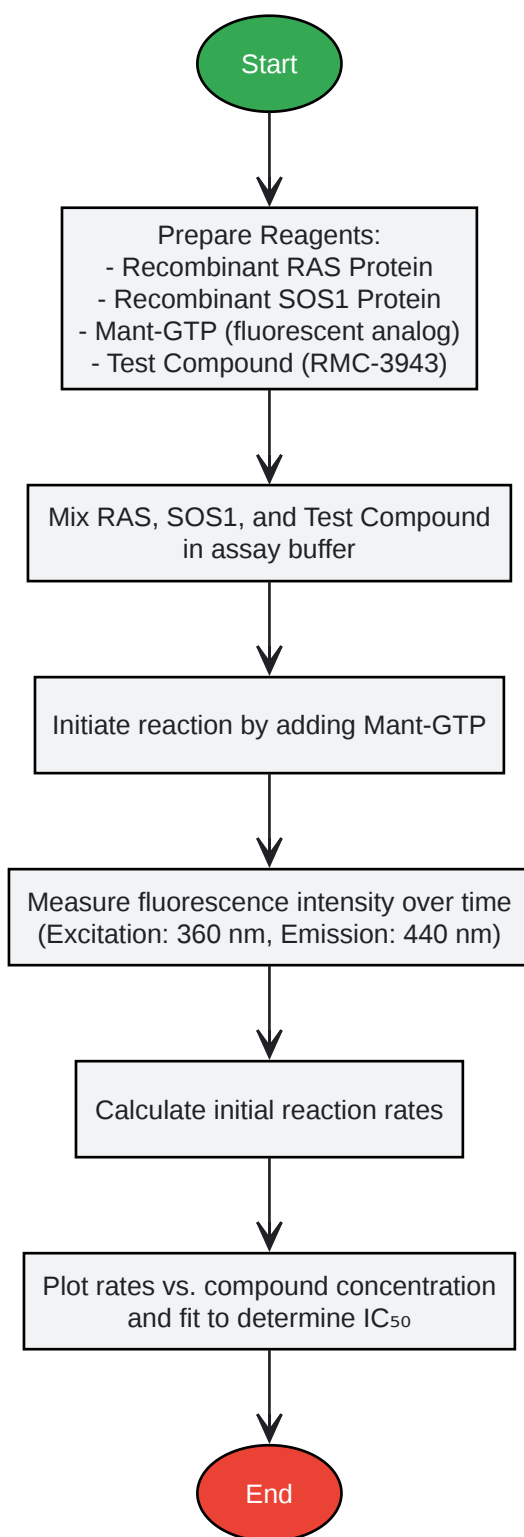 Start
Prepare Reagents:
- Recombinant RAS Protein
- Recombinant SOS1 Protein
- Mant-GTP (fluorescent analog)
- Test Compound (RMC-3943)
Mix RAS, SOS1, and Test Compound
in assay buffer
Initiate reaction by adding Mant-GTP
Measure fluorescence intensity over time
(Excitation: 360 nm, Emission: 440 nm)
Calculate initial reaction rates
Plot rates vs. compound concentration
and fit to determine IC₅₀
End